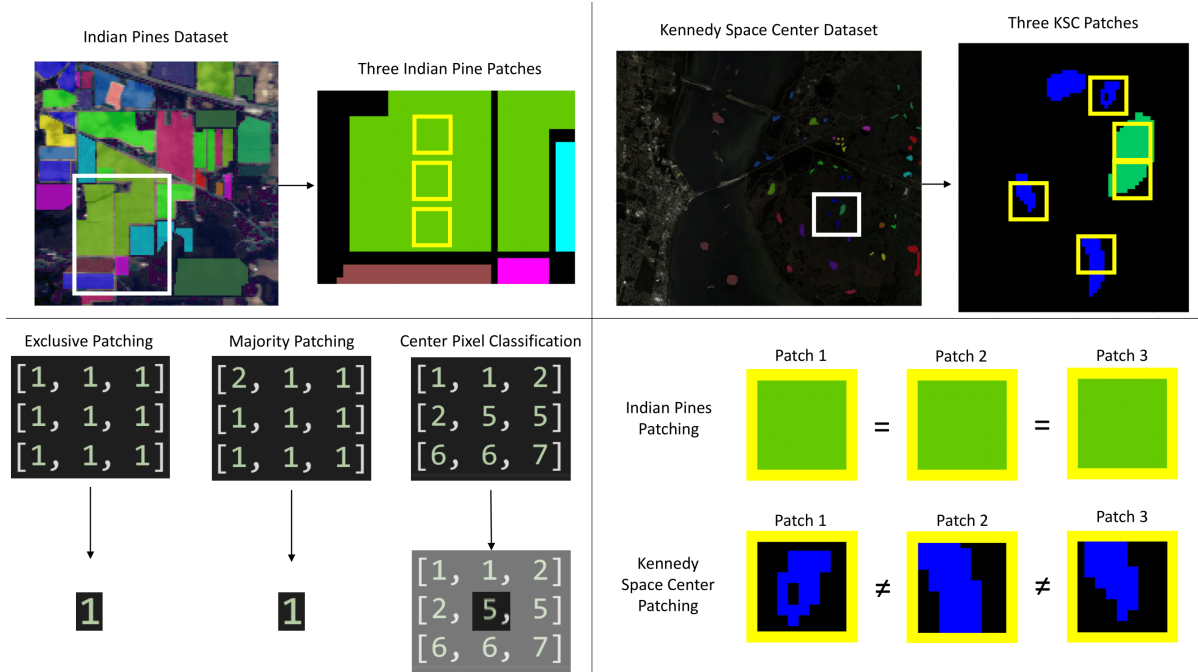 Indian Pines Dataset
Three Indian Pine Patches
Kennedy Space Center Dataset
Three KSC Patches
Exclusive Patching
[1, 1, 1]
[1, 1, 1]
[1, 1, 1]
1
Majority Patching
[2, 1, 1]
[1, 1, 1]
[1, 1, 1]
1
Center Pixel Classification
[1, 1, 2]
[2, 5, 5]
[6, 6, 7]
[1, 1, 2]
[2, 5, 5]
[6, 6, 7]
Patch 1
Patch 2
Patch 3
Indian Pines
Patching
=
=
Patch 1
Patch 2
Patch 3
Kennedy
Space Center
Patching
≠
≠